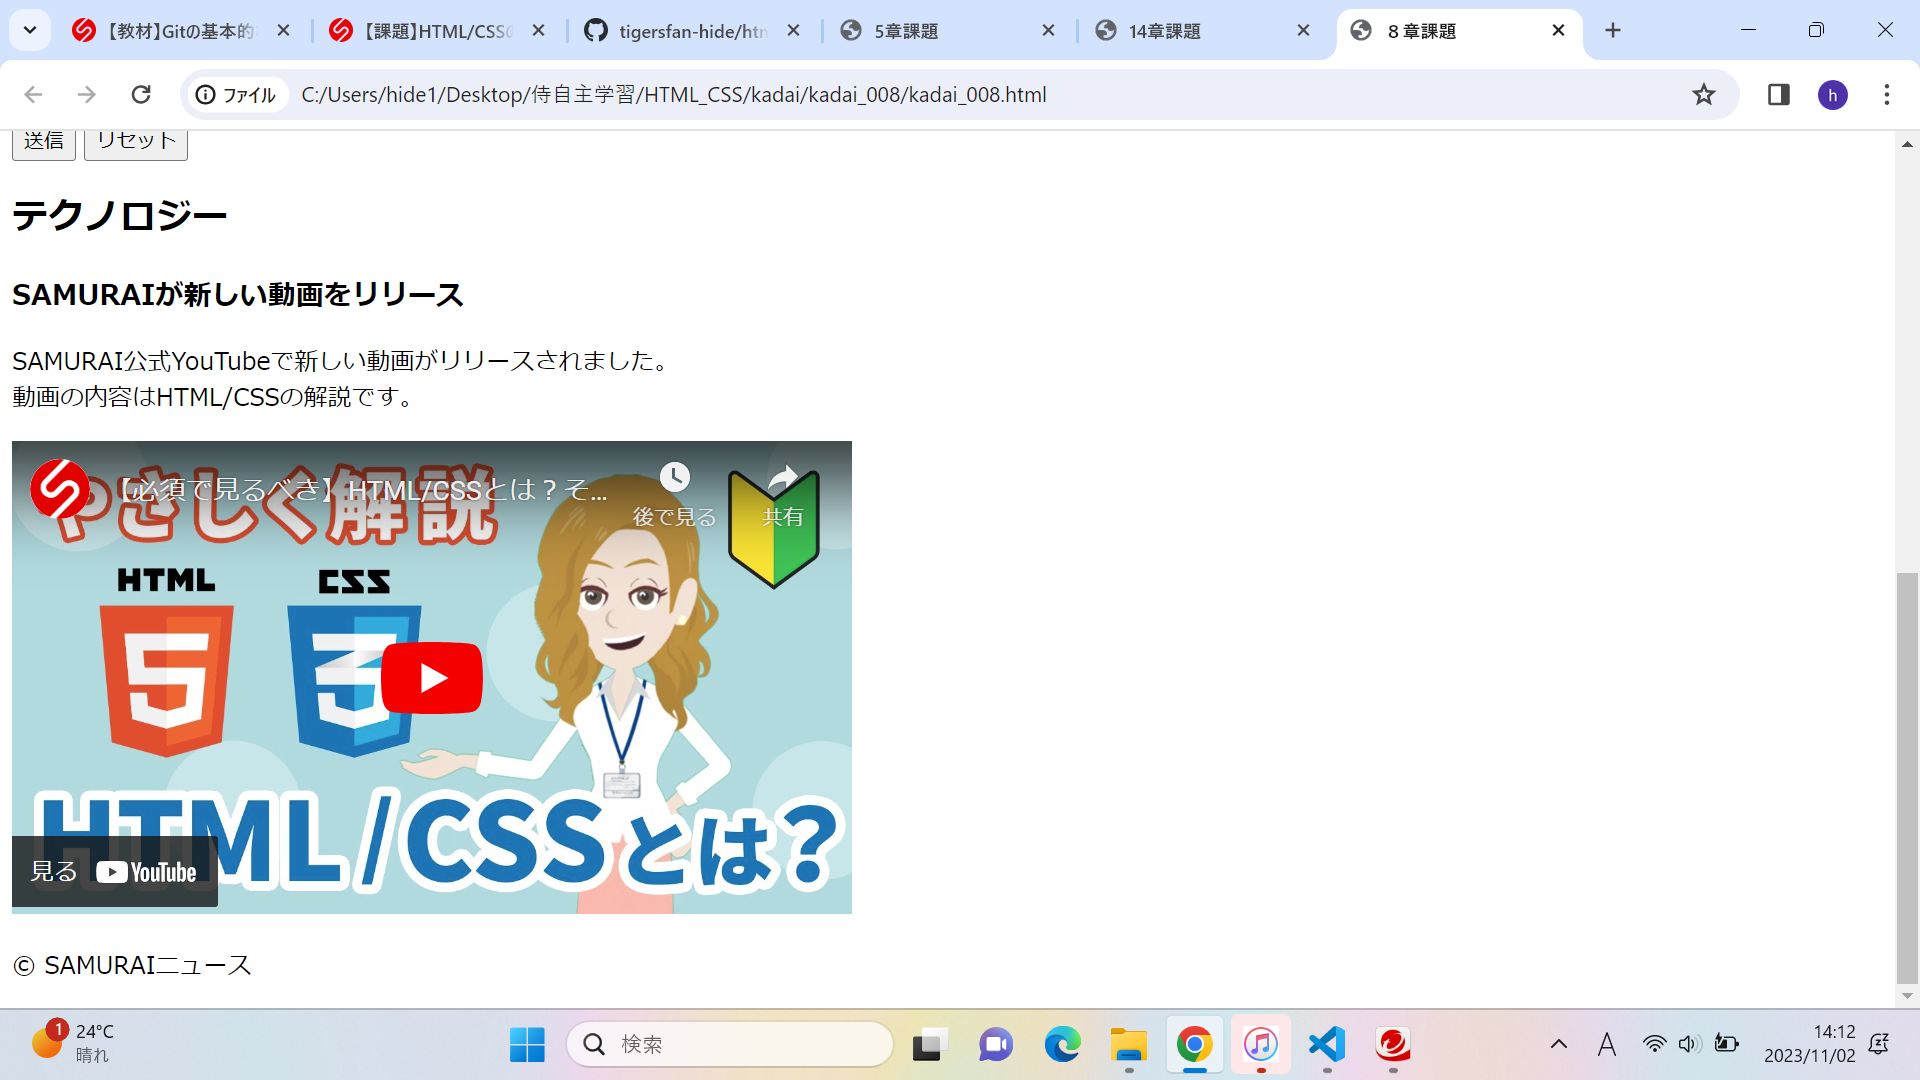 【教材】Gitの基本的
【課題】HTML/CSSの
tigersfan-hide/htm
5章課題
14章課題
８章課題
ファイル
C:/Users/hide1/Desktop/侍自主学習/HTML_CSS/kadai/kadai_008/kadai_008.html
h
送信
リセット
テクノロジー
SAMURAIが新しい動画をリリース
SAMURAI公式YouTubeで新しい動画がリリースされました。
動画の内容はHTML/CSSの解説です。
【必須で見るべき】HTML/CSSとは？そ...
後で見る
共有
やさしく解説
HTML
CSS
5
3
HTML/CSSとは？
見る
YouTube
© SAMURAIニュース
1
24°C
晴れ
検索
A
14:12
2023/11/02